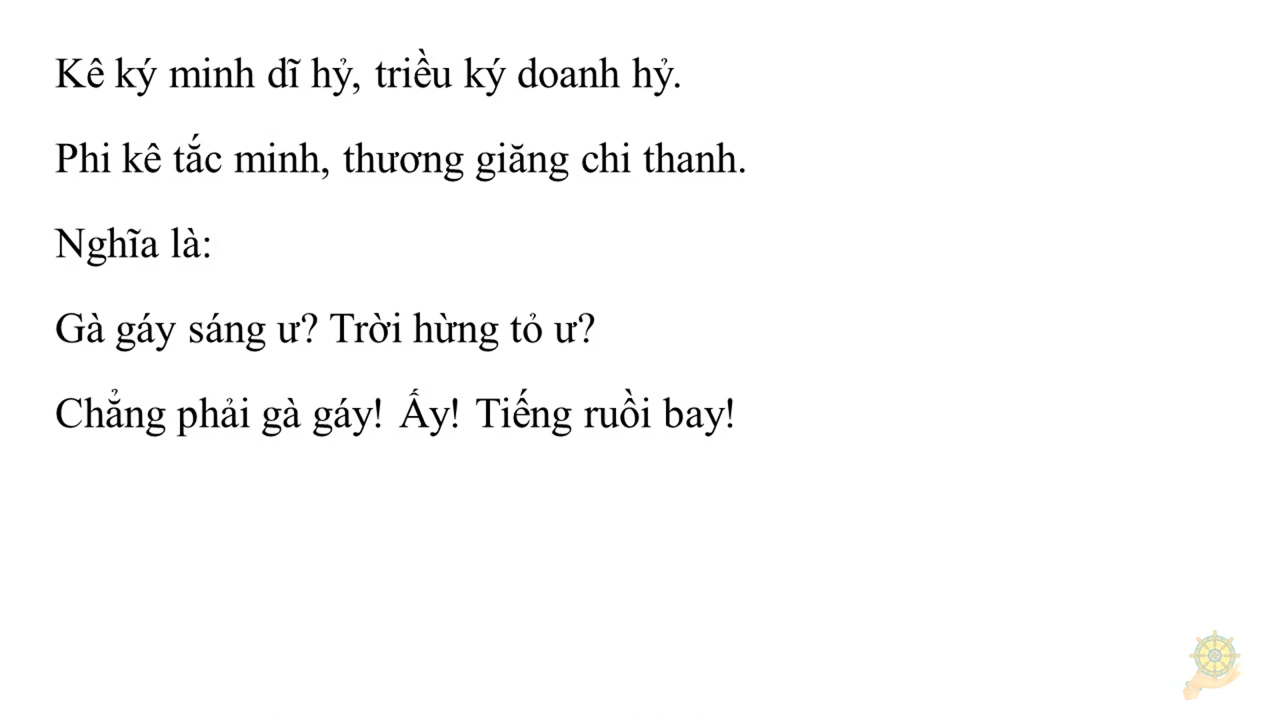 Kê ký minh dĩ hỷ, triều ký doanh hỷ.
Phi kê tắc minh, thương giăng chi thanh.
Nghĩa là:
Gà gáy sáng ư? Trời hừng tỏ ư?
Chẳng phải gà gáy! Ấy! Tiếng ruồi bay!